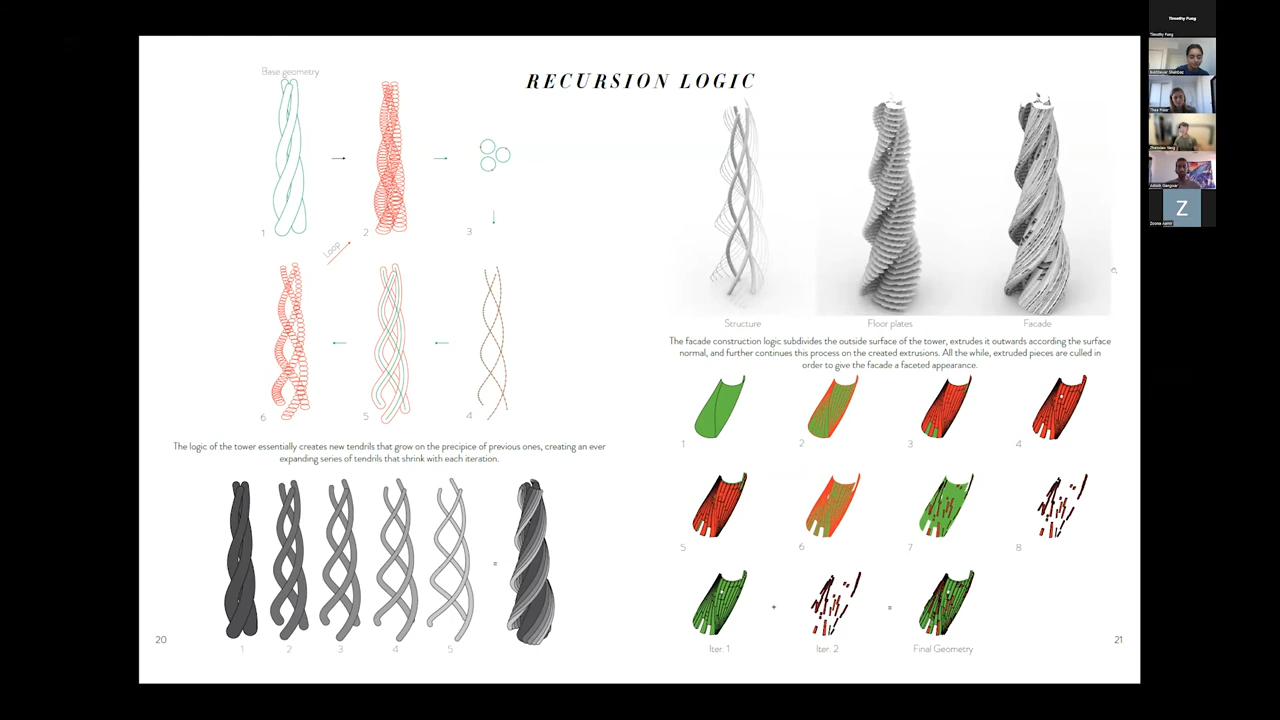 RECURSION LOGIC
Base geometry
1
2
3
Loop
6
5
4
The logic of the tower essentially creates new tendrils that grow on the precipice of previous ones, creating an ever
expanding series of tendrils that shrink with each iteration.
=
1
2
3
4
5
20
Structure
Floor plates
Facade
The facade construction logic subdivides the outside surface of the tower, extrudes it outwards according the surface
normal, and further continues this process on the created extrusions. All the while, extruded pieces are culled in
order to give the facade a faceted appearance.
1
2
3
4
5
6
7
8
+
=
Iter. 1
Iter. 2
Final Geometry
21
Timothy Fung
Timothy Fung
Z